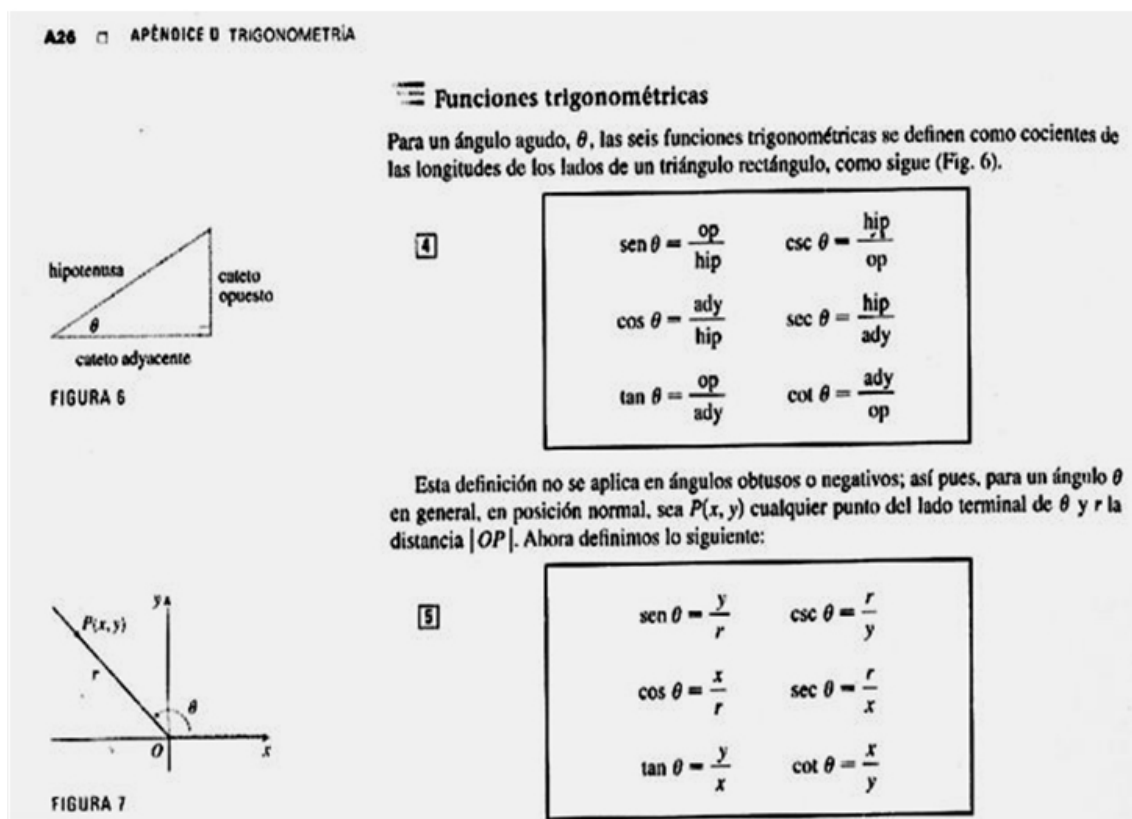 A26 □ APÉNDICE D TRIGONOMETRÍA
Funciones trigonométricas
Para un ángulo agudo, θ, las seis funciones trigonométricas se definen como cocientes de
las longitudes de los lados de un triángulo rectángulo, como sigue (Fig. 6).
hipotenusa
cateto
opuesto
θ
cateto adyacente
FIGURA 6
4
sen θ = op/hip csc θ = hip/op
cos θ = ady/hip sec θ = hip/ady
tan θ = op/ady cot θ = ady/op
Esta definición no se aplica en ángulos obtusos o negativos; así pues, para un ángulo θ
en general, en posición normal, sea P(x, y) cualquier punto del lado terminal de θ y r la
distancia |OP|. Ahora definimos lo siguiente:
y
P(x, y)
r
θ
O
x
FIGURA 7
5
sen θ = y/r csc θ = r/y
cos θ = x/r sec θ = r/x
tan θ = y/x cot θ = x/y